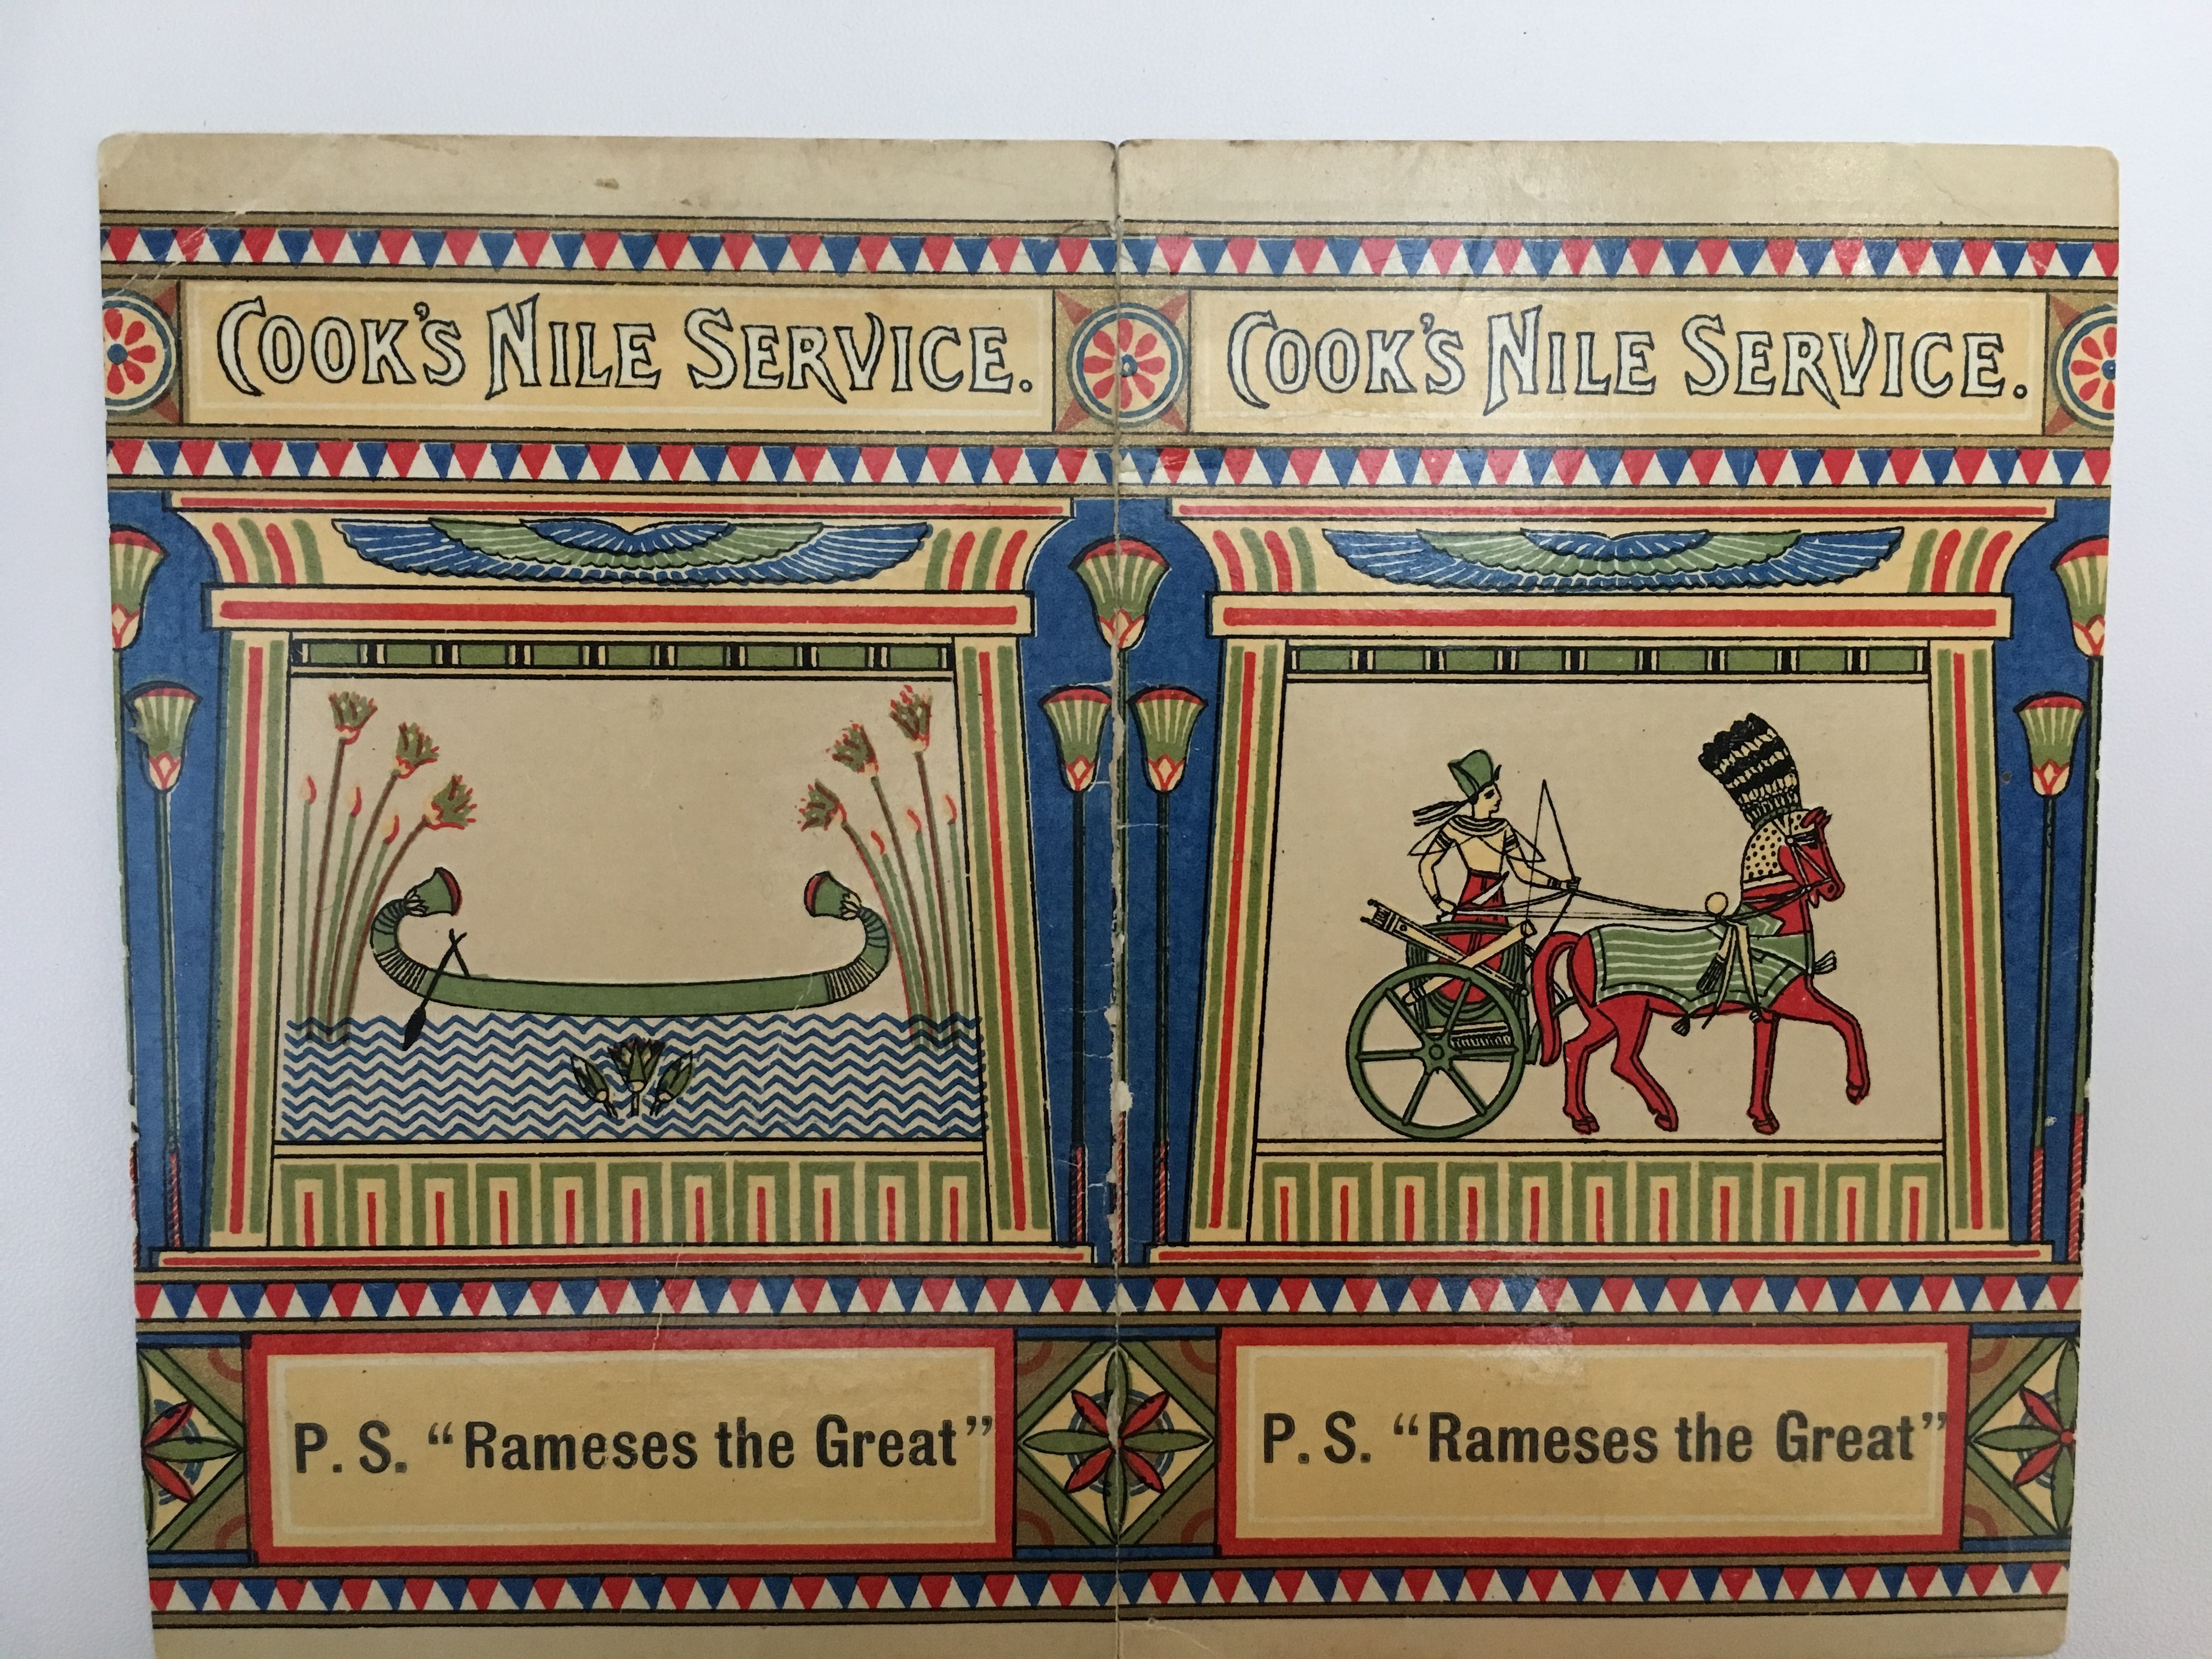 COOK'S NILE SERVICE.
P. S. “Rameses the Great”
COOK'S NILE SERVICE.
P. S. “Rameses the Great”